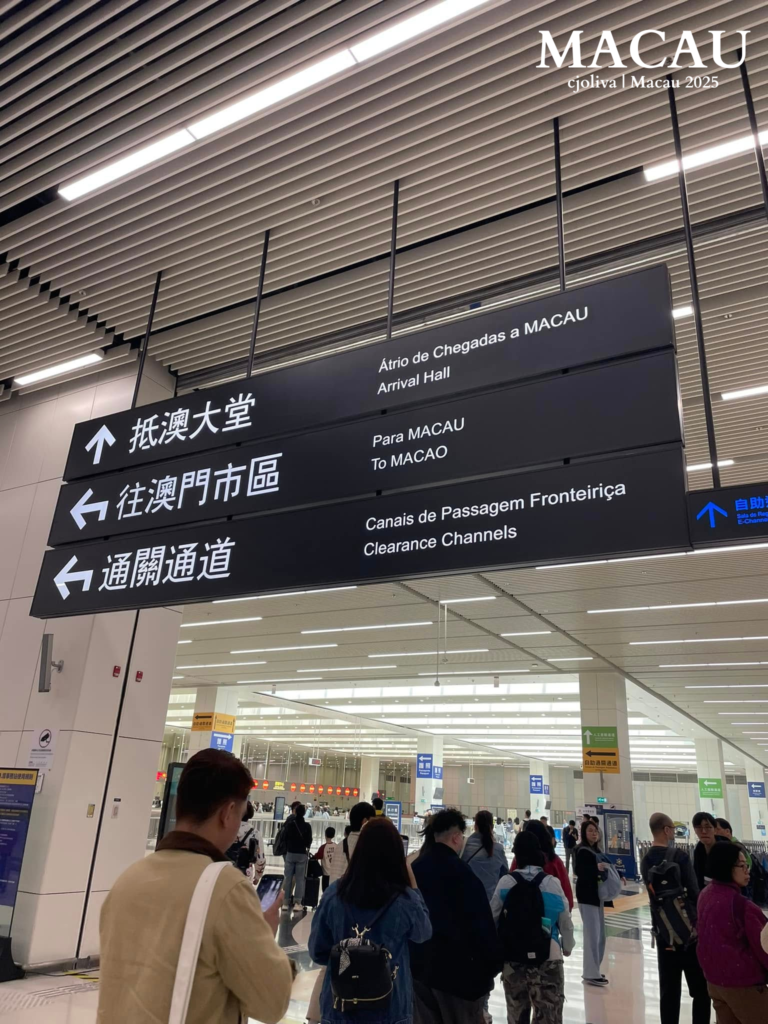 MACAU
cjoliva | Macau 2025
抵澳大堂
Átrio de Chegadas a MACAU
Arrival Hall
往澳門市區
Para MACAU
To MACAO
通關通道
Canais de Passagem Fronteiriça
Clearance Channels
自助
E-Channe